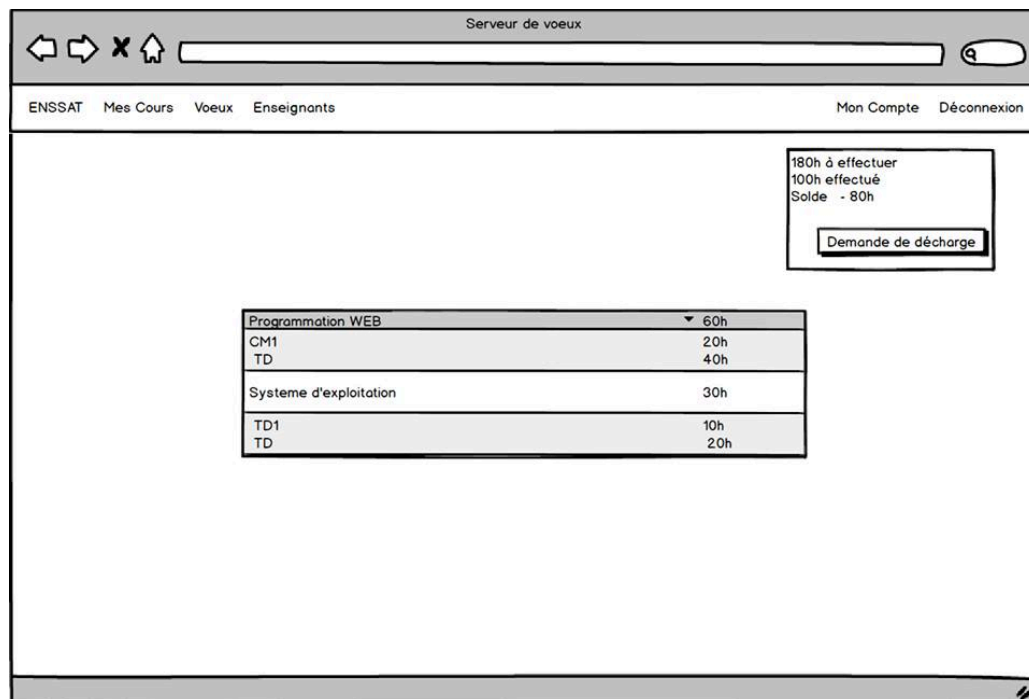 Serveur de voeux
ENSSAT Mes Cours Voeux Enseignants Mon Compte Déconnexion
180h à effectuer
100h effectué
Solde - 80h
Demande de décharge
Programmation WEB 60h
CM1 20h
TD 40h
Systeme d'exploitation 30h
TD1 10h
TD 20h